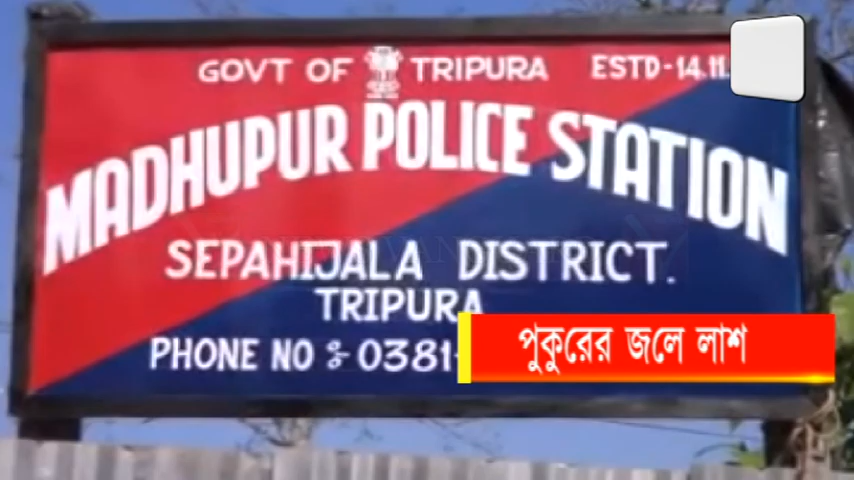 GOVT OF TRIPURA ESTD-14.11.
MADHUPUR POLICE STATION
SEPAHIJALA DISTRICT.
TRIPURA
PHONE NO :- 0381-
পুকুরের জলে লাশ